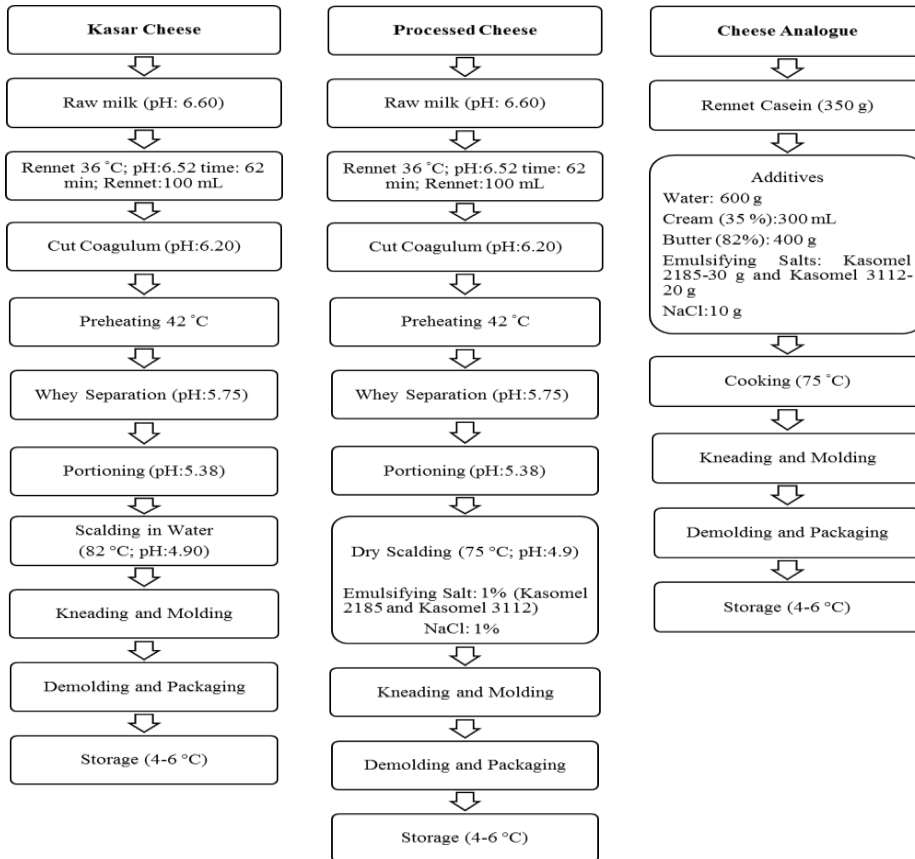 Kasar Cheese
Raw milk (pH: 6.60)
Rennet 36 °C; pH:6.52 time: 62
min; Rennet:100 mL
Cut Coagulum (pH:6.20)
Preheating 42 °C
Whey Separation (pH:5.75)
Portioning (pH:5.38)
Scalding in Water
(82 °C; pH:4.90)
Kneading and Molding
Demolding and Packaging
Storage (4-6 °C)
Processed Cheese
Raw milk (pH: 6.60)
Rennet 36 °C; pH:6.52 time: 62
min; Rennet:100 mL
Cut Coagulum (pH:6.20)
Preheating 42 °C
Whey Separation (pH:5.75)
Portioning (pH:5.38)
Dry Scalding (75 °C; pH:4.9)
Emulsifying Salt: 1% (Kasomel
2185 and Kasomel 3112)
NaCl: 1%
Kneading and Molding
Demolding and Packaging
Storage (4-6 °C)
Cheese Analogue
Rennet Casein (350 g)
Additives
Water: 600 g
Cream (35 %):300 mL
Butter (82%): 400 g
Emulsifying Salts: Kasomel
2185-30 g and Kasomel 3112-
20 g
NaCl:10 g
Cooking (75 °C)
Kneading and Molding
Demolding and Packaging
Storage (4-6 °C)